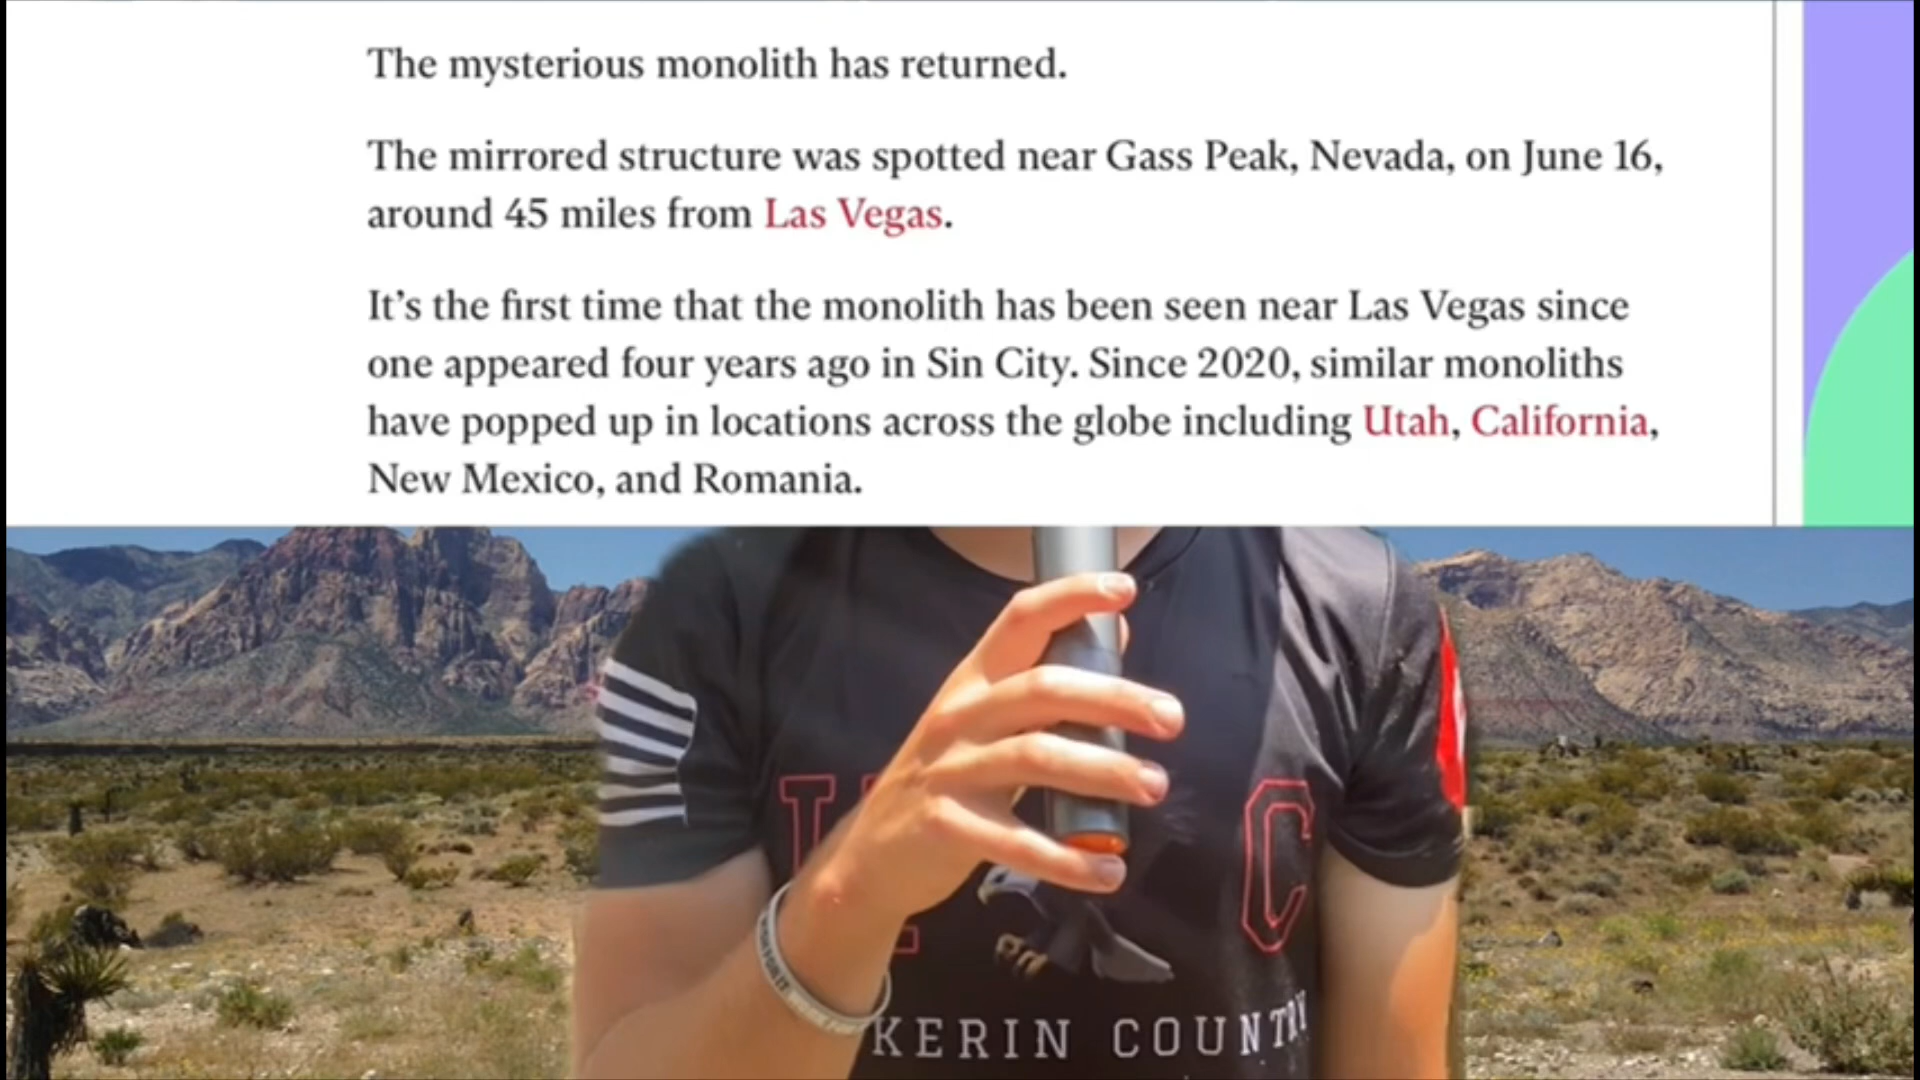 The mysterious monolith has returned.
The mirrored structure was spotted near Gass Peak, Nevada, on June 16,
around 45 miles from Las Vegas.
It's the first time that the monolith has been seen near Las Vegas since
one appeared four years ago in Sin City. Since 2020, similar monoliths
have popped up in locations across the globe including Utah, California,
New Mexico, and Romania.
C
KERIN COUNTRY